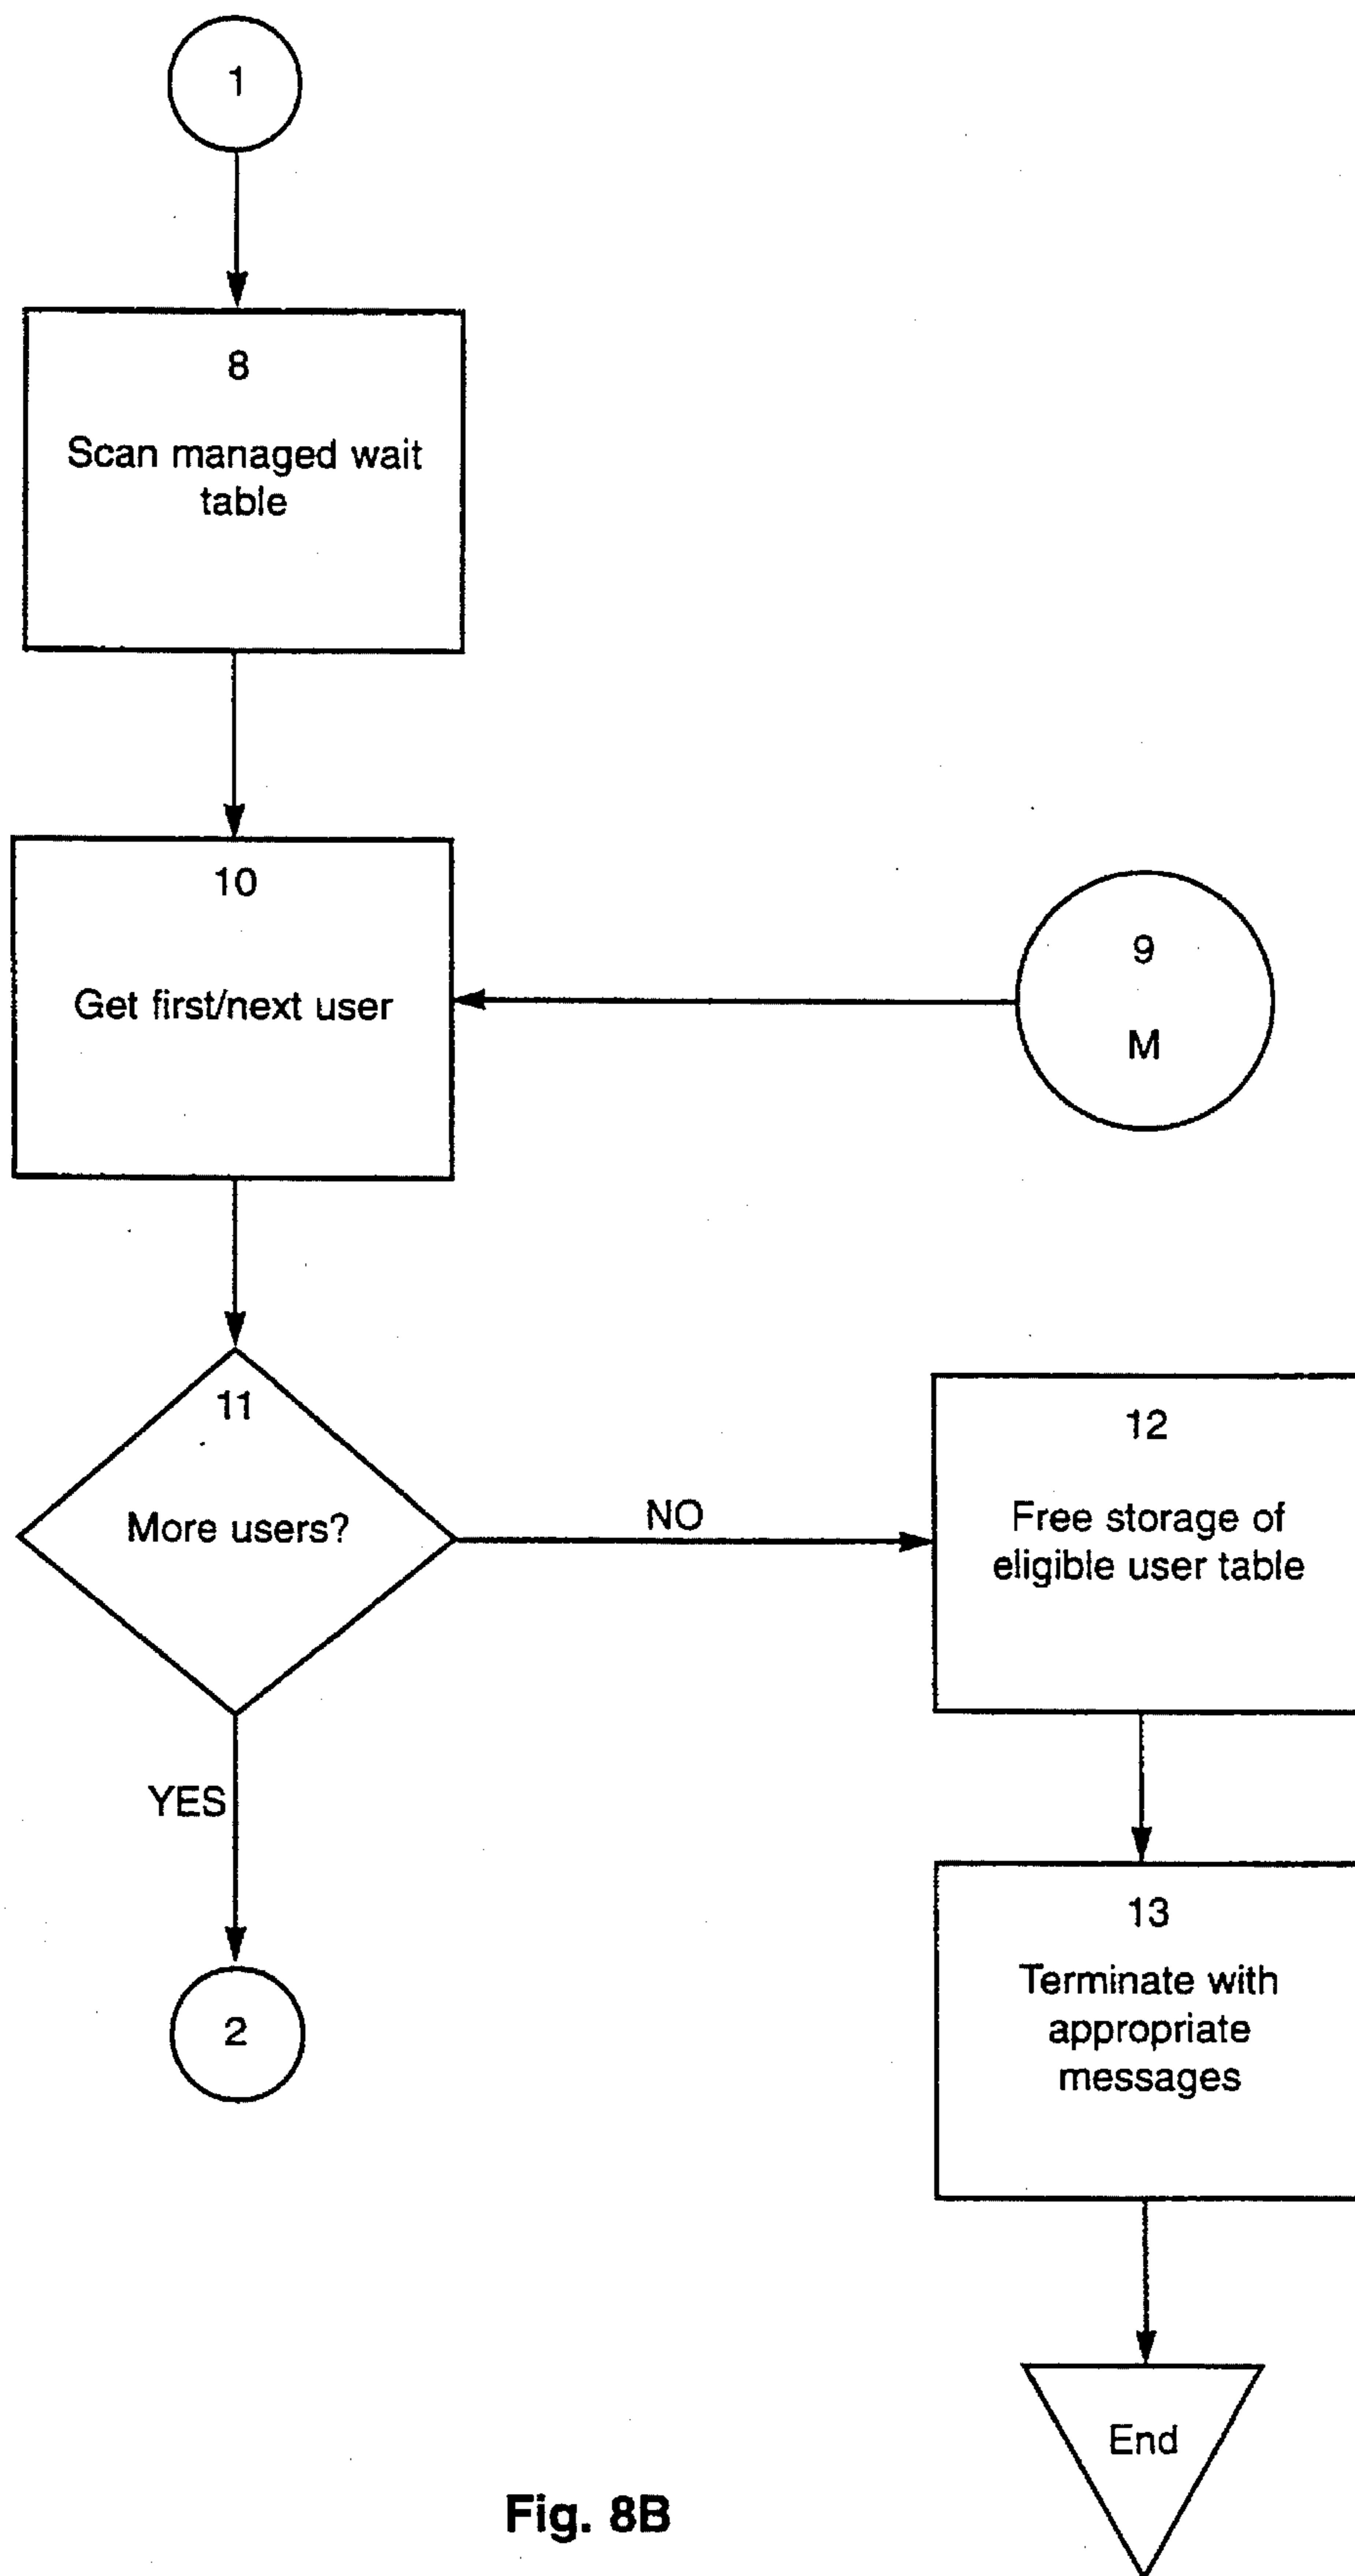 1
8
Scan managed wait
table
10
Get first/next user
9
M
11
More users?
NO
12
Free storage of
eligible user table
YES
2
13
Terminate with
appropriate
messages
End
Fig. 8B